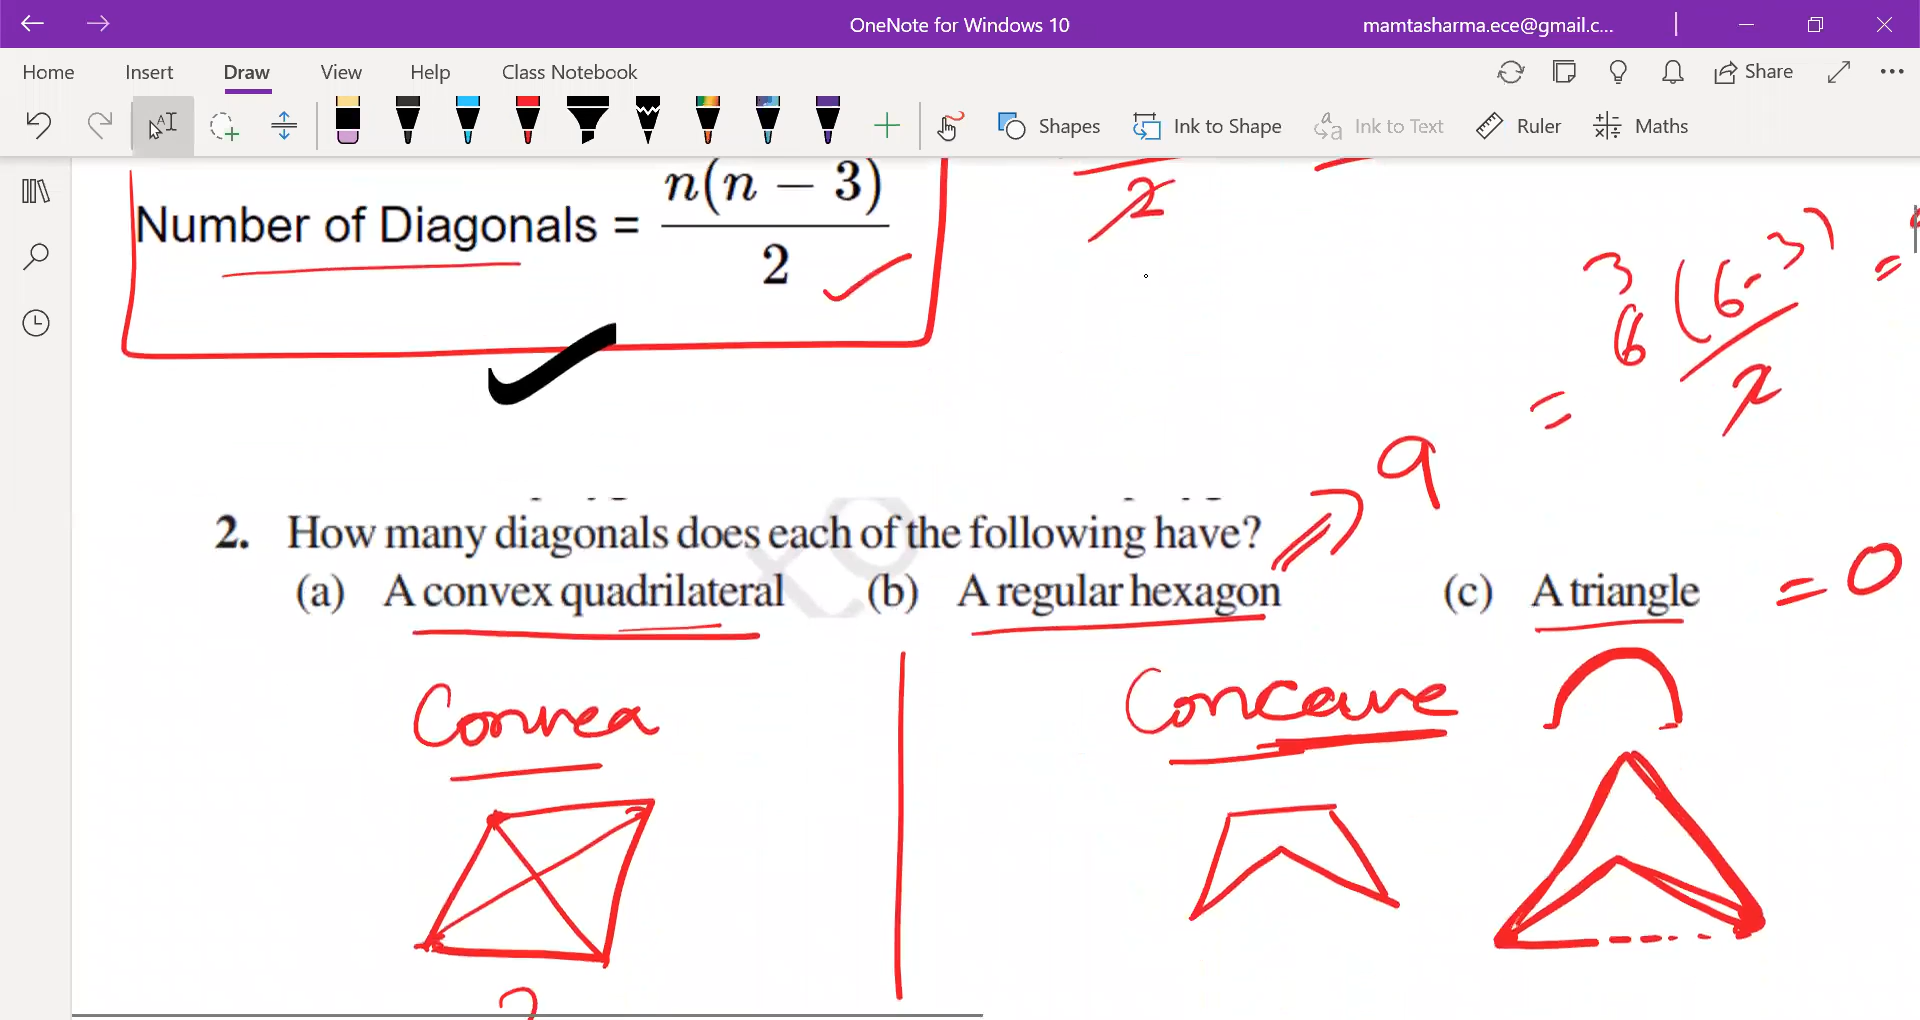 OneNote for Windows 10
mamtasharma.ece@gmail.c...
Home Insert Draw View Help Class Notebook Share
Shapes Ink to Shape Ink to Text Ruler Maths
Number of Diagonals = n(n − 3) / 2
2
3
6 (6-3) =
2
=
9
2. How many diagonals does each of the following have?
(a) A convex quadrilateral (b) A regular hexagon (c) A triangle = 0
Convex Concave